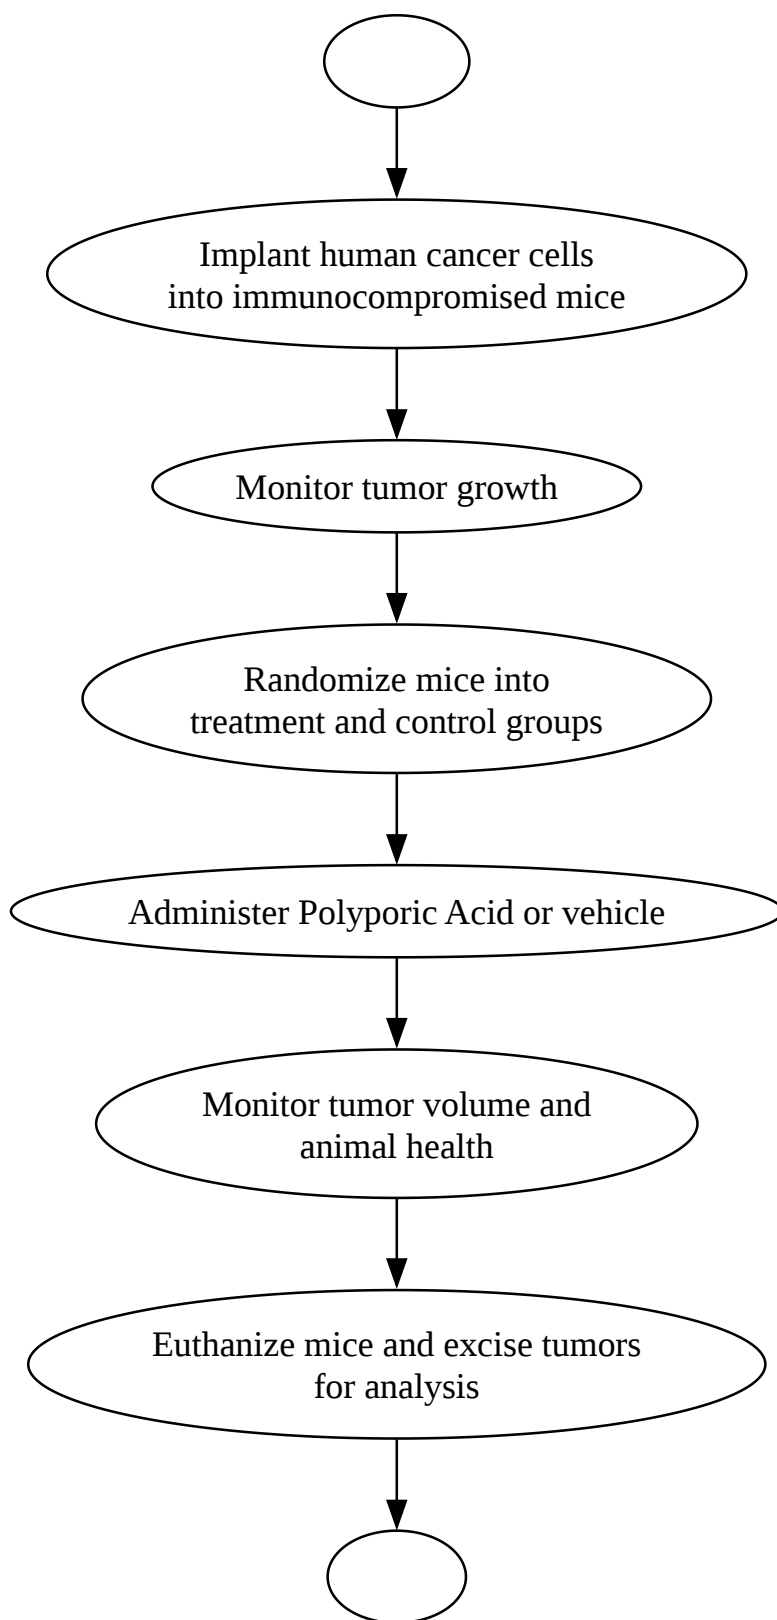 Implant human cancer cells
into immunocompromised mice
Monitor tumor growth
Randomize mice into
treatment and control groups
Administer Polyporic Acid or vehicle
Monitor tumor volume and
animal health
Euthanize mice and excise tumors
for analysis